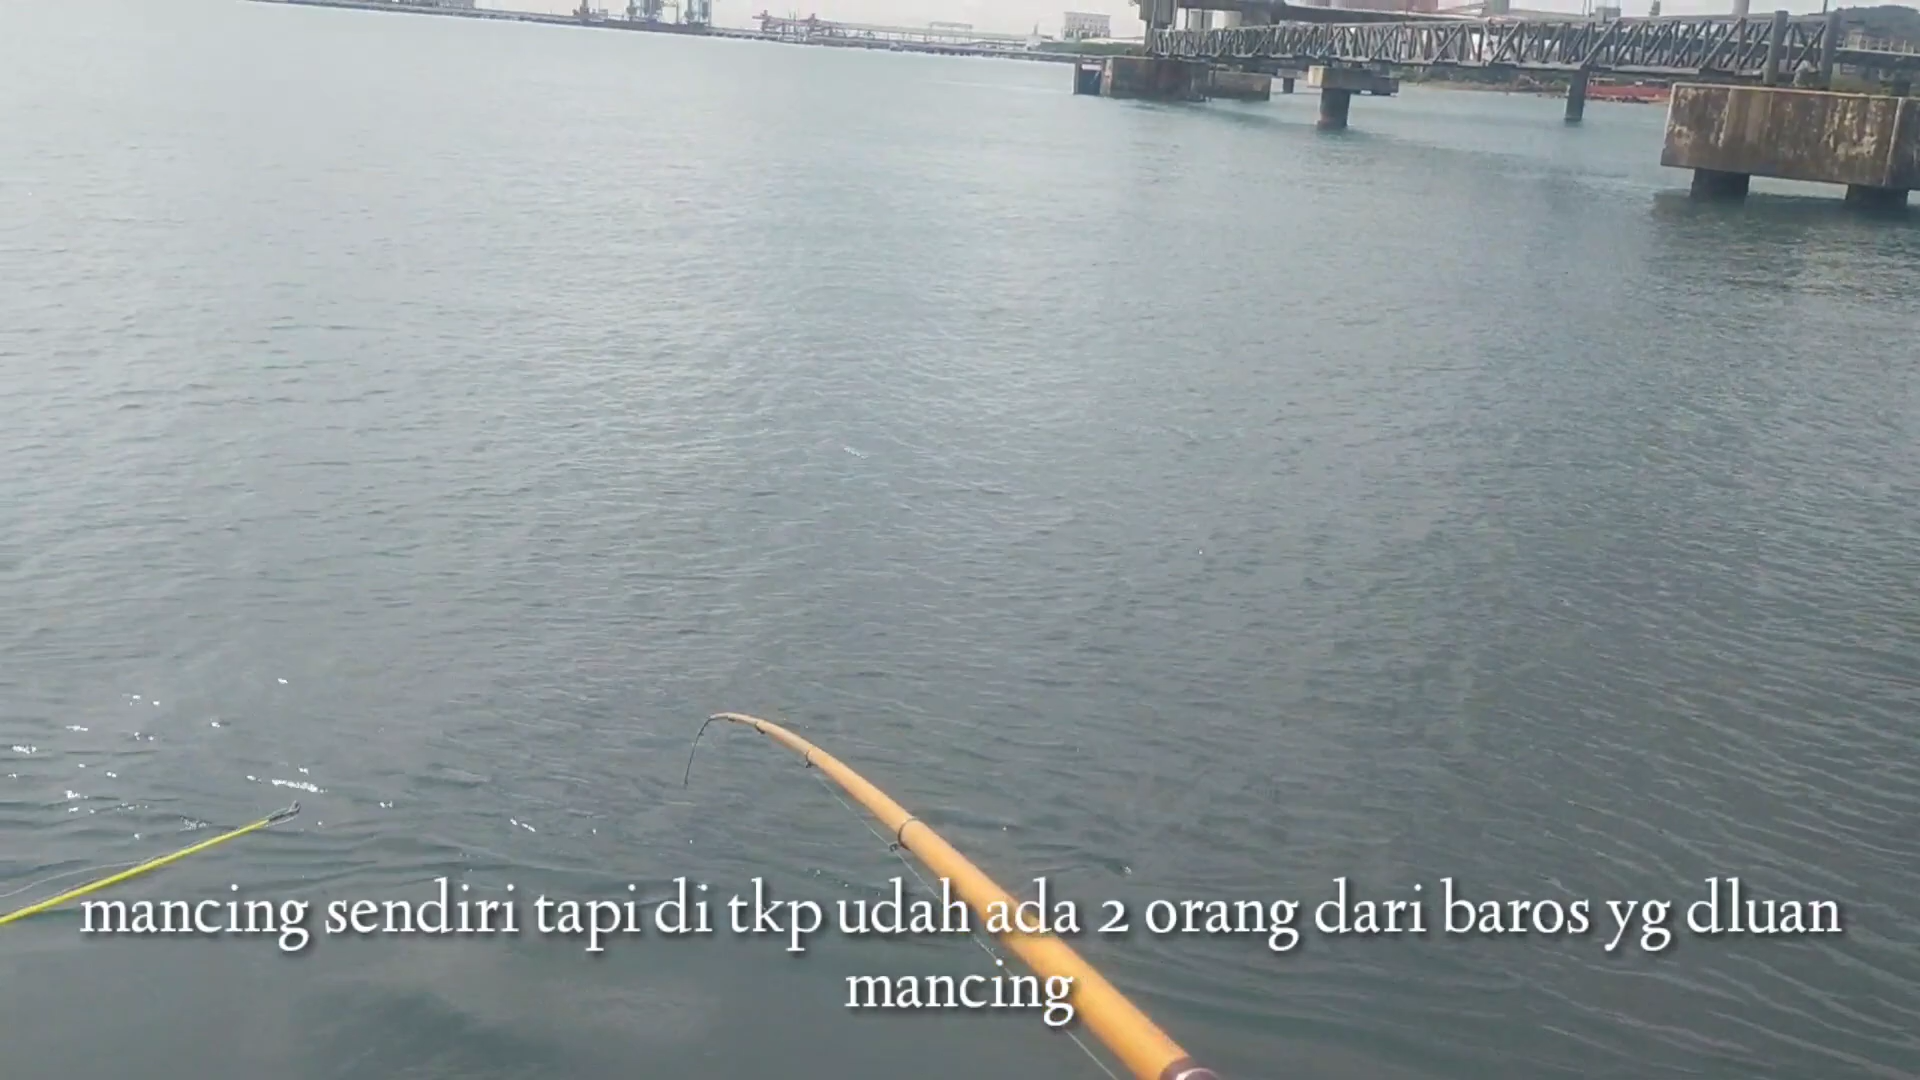 mancing sendiri tapi di tkp udah ada 2 orang dari baros yg dluan
mancing